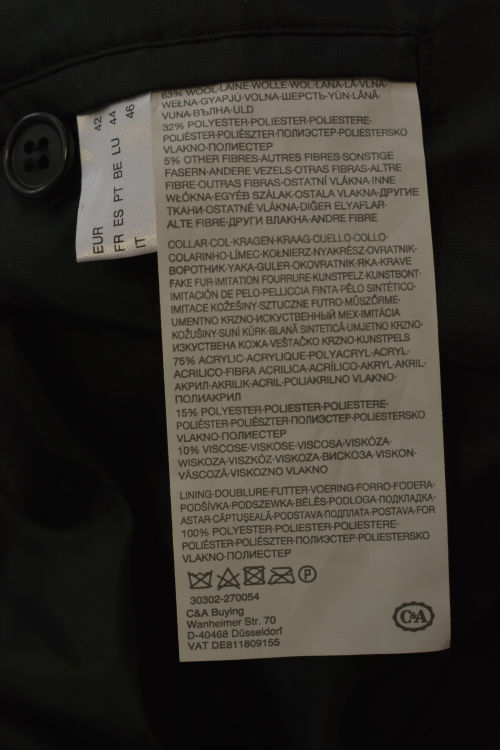 EUR 42
FR ES PT BE LU 44
IT 46
63% WOOL·LAINE·WOLLE·WOL·LANA·LÃ·VLNA·
WEŁNA·GYAPJÚ·VOLNA·ШЕРСТЬ·YÜN·LÂNĂ·
VUNA·ВЪЛНА·ULD
32% POLYESTER·POLIESTER·POLIESTERE·
POLIÉSTER·POLIÉSZTER·ПОЛИЭСТЕР·POLIESTERSKO
VLAKNO·ПОЛИЕСТЕР
5% OTHER FIBRES·AUTRES FIBRES·SONSTIGE
FASERN·ANDERE VEZELS·OTRAS FIBRAS·ALTRE
FIBRE·OUTRAS FIBRAS·OSTATNÍ VLÁKNA·INNE
WŁÓKNA·EGYÉB SZÁLAK·OSTALA VLAKNA·ДРУГИЕ
ТКАНИ·OSTATNÉ VLÁKNA·DIĞER ELYAFLAR·
ALTE FIBRE·ДРУГИ ВЛАКНА·ANDRE FIBRE
COLLAR·COL·KRAGEN·KRAAG·CUELLO·COLLO·
COLARINHO·LÍMEC·KOŁNIERZ·NYAKRÉSZ·OVRATNIK·
ВОРОТНИК·YAKA·GULER·OKOVRATNIK·ЯКА·KRAVE
FAKE FUR·IMITATION FOURRURE·KUNSTPELZ·KUNSTBONT·
IMITACIÓN DE PELO·PELLICCIA FINTA·PÊLO SINTÉTICO·
IMITACE KOŽEŠINY·SZTUCZNE FUTRO·MŰSZŐRME·
UMENTNO KRZNO·ИСКУСТВЕННЫЙ МЕХ·IMITÁCIA
KOŽUŠINY·SUNİ KÜRK·BLANĂ SINTETICĂ·UMJETNO KRZNO·
ИЗКУСТВЕНА КОЖА·VEŠTAČKO KRZNO·KUNSTPELS
75% ACRYLIC·ACRYLIQUE·POLYACRYL·ACRYL·
ACRILICO·FIBRA ACRILICA·ACRÍLICO·AKRYL·AKRIL·
АКРИЛ·AKRILIK·ACRIL·POLIAKRILNO VLAKNO·
ПОЛИАКРИЛ
15% POLYESTER·POLIESTER·POLIESTERE·
POLIÉSTER·POLIÉSZTER·ПОЛИЭСТЕР·POLIESTERSKO
VLAKNO·ПОЛИЕСТЕР
10% VISCOSE·VISKOSE·VISCOSA·VISKÓZA·
WISKOZA·VISZKÓZ·VISKOZA·ВИСКОЗА·VISKON·
VÂSCOZĂ·VISKOZNO VLAKNO
LINING·DOUBLURE·FUTTER·VOERING·FORRO·FODERA·
PODŠÍVKA·PODSZEWKA·BÉLÉS·PODLOGA·ПОДКЛАДКА·
ASTAR·CĂPTUŞEALĂ·PODSTAVA·ПОДПЛАТА·POSTAVA·FOR
100% POLYESTER·POLIESTER·POLIESTERE·
POLIÉSTER·POLIÉSZTER·ПОЛИЭСТЕР·POLIESTERSKO
VLAKNO·ПОЛИЕСТЕР
P
30302-270054
C&A Buying
Wanheimer Str. 70
D-40468 Düsseldorf
VAT DE811809155
C&A